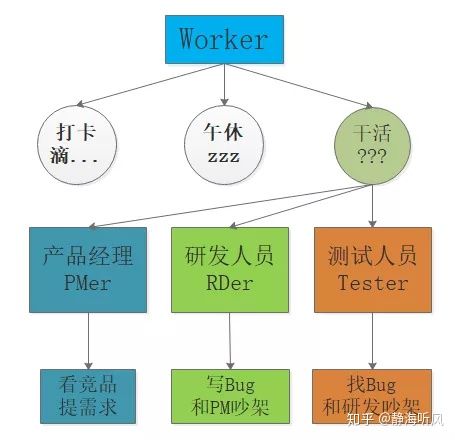 Worker
打卡
滴...
午休
zzz
干活
???
产品经理
PMer
研发人员
RDer
测试人员
Tester
看竞品
提需求
写Bug
和PM吵架
找Bug
和研发吵架
知乎 @静海听风